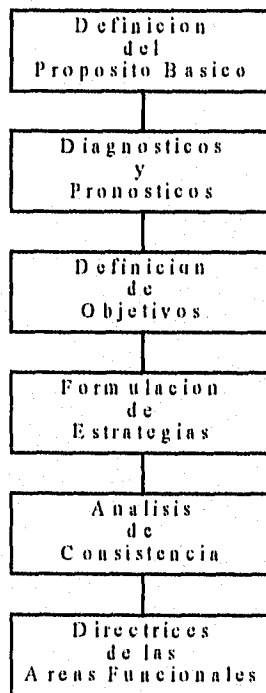 Definicion
del
Proposito Basico
Diagnosticos
y
Pronosticos
Definicion
de
Objetivos
Formulacion
de
Estrategias
Analisis
de
Consistencia
Directrices
de las
Areas Funcionales